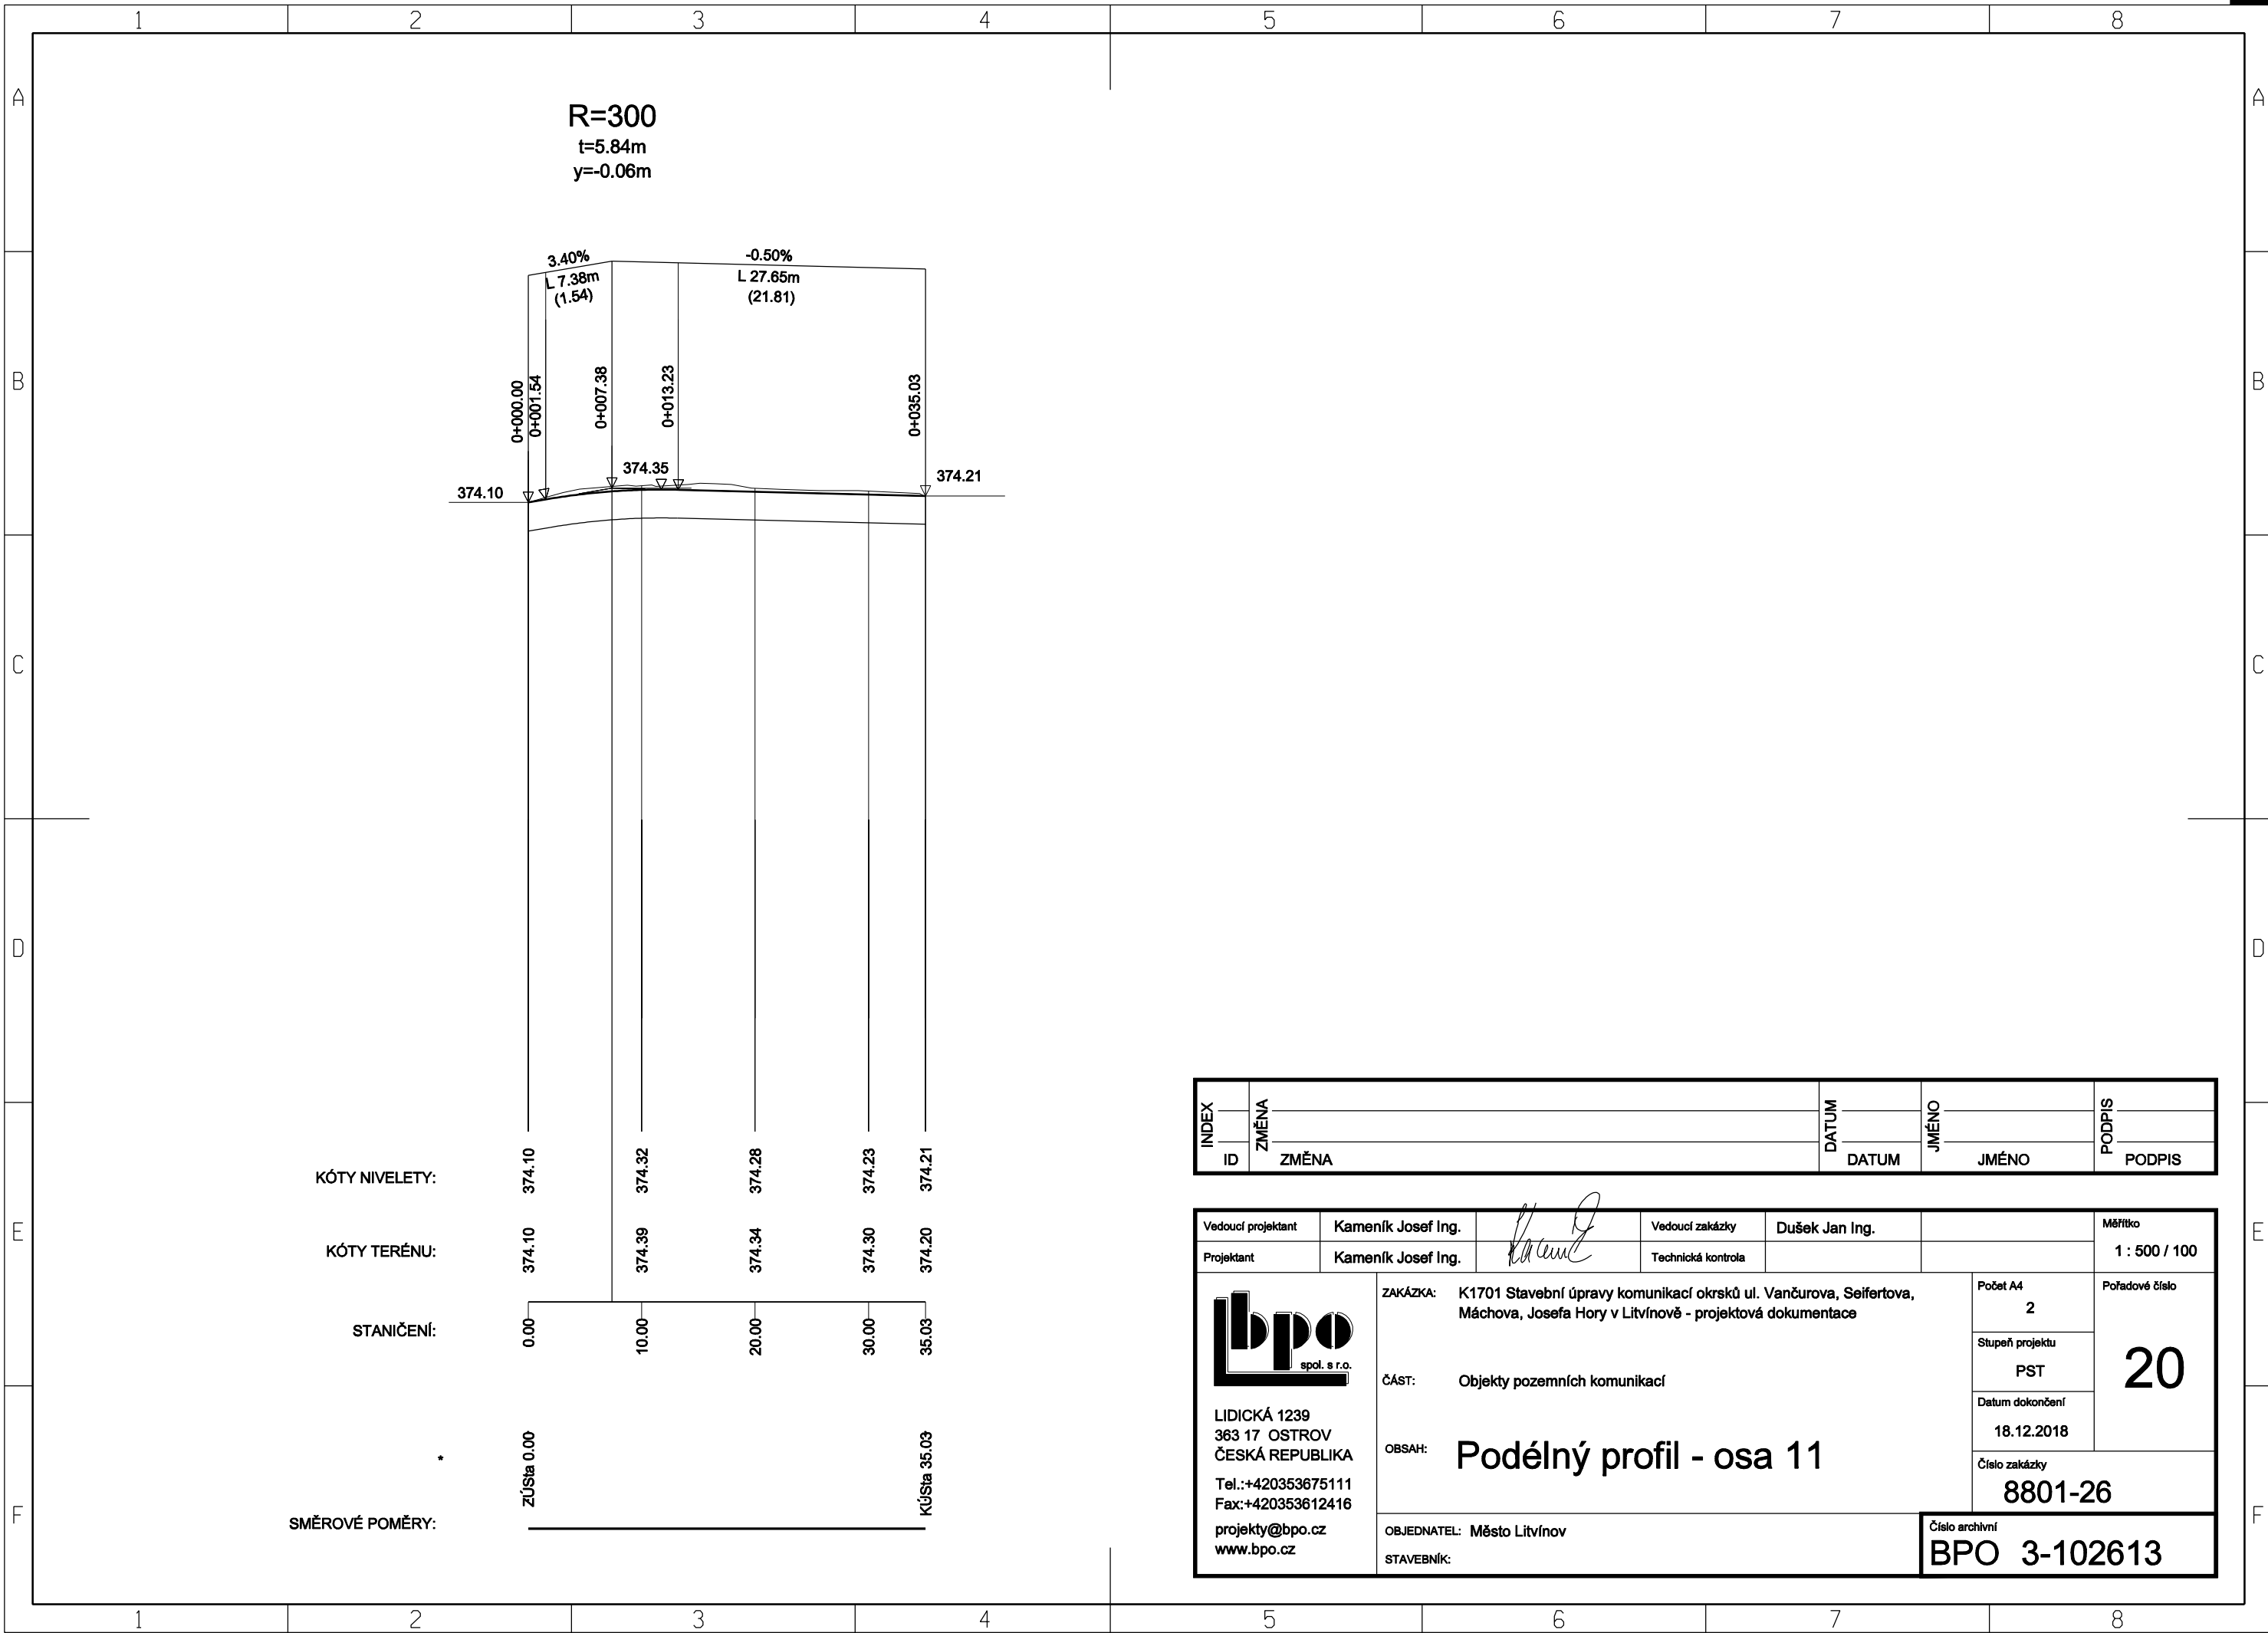 1 2 3 4 5 6 7 8
A A
R=300
t=5.84m
y=-0.06m
3.40%
L 7.38m
(1.54)
-0.50%
L 27.65m
(21.81)
B B
0+000.00
0+001.54
0+007.38
0+013.23
0+035.03
374.10
374.35
374.21
C C
D D
E E
F F
KÓTY NIVELETY: 374.10 374.32 374.28 374.23 374.21
KÓTY TERÉNU: 374.10 374.39 374.34 374.30 374.20
STANIČENÍ: 0.00 10.00 20.00 30.00 35.03
*
ZÚSta 0.00
KÚSta 35.03
SMĚROVÉ POMĚRY:
INDEX ZMĚNA DATUM JMÉNO PODPIS
ID ZMĚNA DATUM JMÉNO PODPIS
Vedoucí projektant Kameník Josef Ing. Vedoucí zakázky Dušek Jan Ing.
Projektant Kameník Josef Ing. Technická kontrola
Měřítko
1 : 500 / 100
bpo
spol. s r.o.
LIDICKÁ 1239
363 17 OSTROV
ČESKÁ REPUBLIKA
Tel.:+420353675111
Fax:+420353612416
projekty@bpo.cz
www.bpo.cz
ZAKÁZKA: K1701 Stavební úpravy komunikací okrsků ul. Vančurova, Seifertova,
Máchova, Josefa Hory v Litvínově - projektová dokumentace
ČÁST: Objekty pozemních komunikací
OBSAH: Podélný profil - osa 11
OBJEDNATEL: Město Litvínov
STAVEBNÍK:
Počet A4
2
Stupeň projektu
PST
Datum dokončení
18.12.2018
Pořadové číslo
20
Číslo zakázky
8801-26
Číslo archivní
BPO 3-102613
1 2 3 4 5 6 7 8